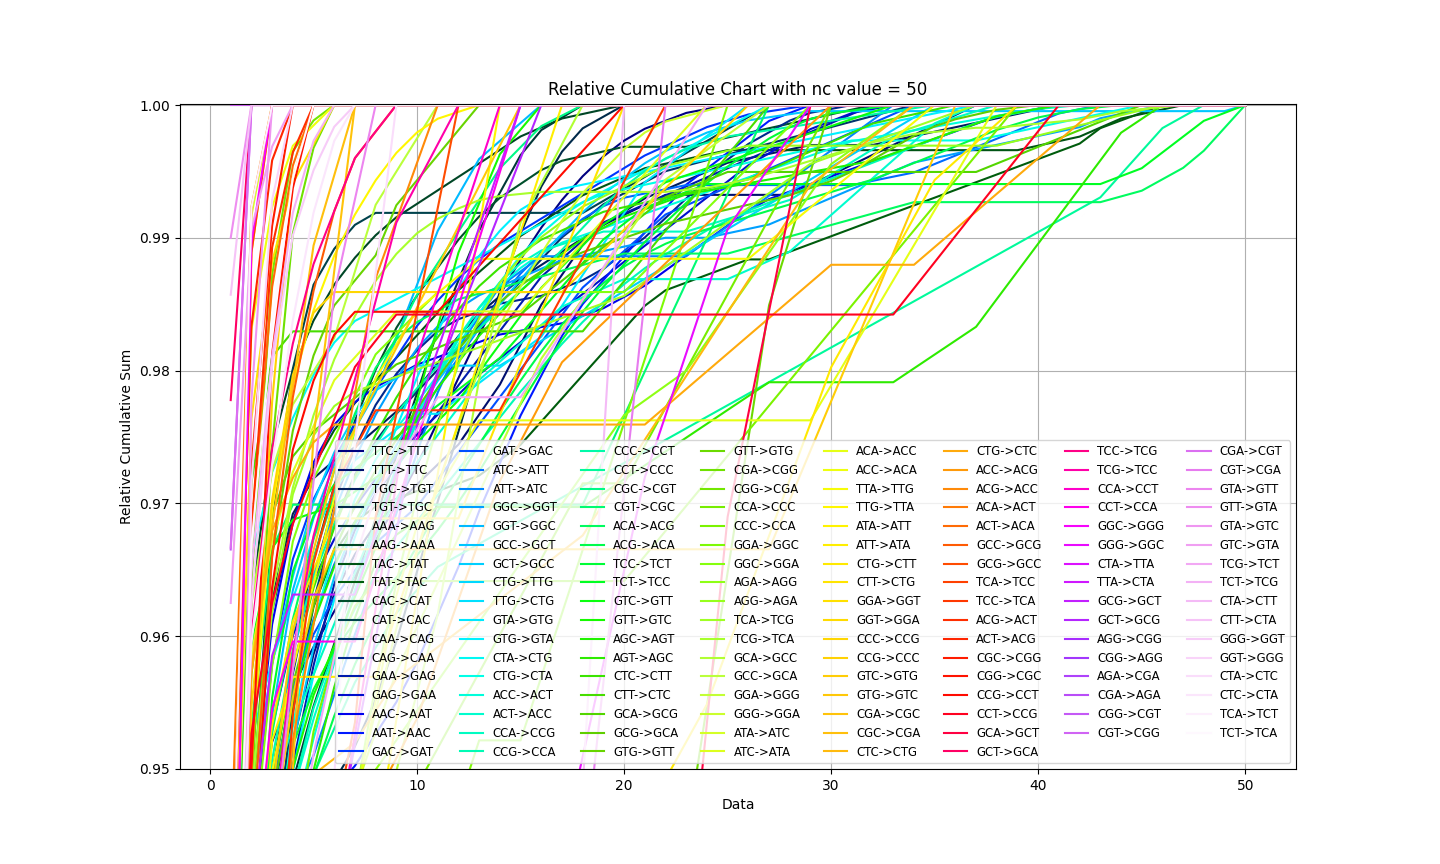 Relative Cumulative Chart with nc value = 50
1.00
0.99
0.98
0.97
0.96
0.95
Relative Cumulative Sum
TTC->TTT
TTT->TTC
TGC->TGT
TGT->TGC
AAA->AAG
AAG->AAA
TAC->TAT
TAT->TAC
CAC->CAT
CAT->CAC
CAA->CAG
CAG->CAA
GAA->GAG
GAG->GAA
AAC->AAT
AAT->AAC
GAC->GAT
GAT->GAC
ATC->ATT
ATT->ATC
GGC->GGT
GGT->GGC
GCC->GCT
GCT->GCC
CTG->TTG
TTG->CTG
GTA->GTG
GTG->GTA
CTA->CTG
CTG->CTA
ACC->ACT
ACT->ACC
CCA->CCG
CCG->CCA
CCC->CCT
CCT->CCC
CGC->CGT
CGT->CGC
ACA->ACG
ACG->ACA
TCC->TCT
TCT->TCC
GTC->GTT
GTT->GTC
AGC->AGT
AGT->AGC
CTC->CTT
CTT->CTC
GCA->GCG
GCG->GCA
GTG->GTT
GTT->GTG
CGA->CGG
CGG->CGA
CCA->CCC
CCC->CCA
GGA->GGC
GGC->GGA
AGA->AGG
AGG->AGA
TCA->TCG
TCG->TCA
GCA->GCC
GCC->GCA
GGA->GGG
GGG->GGA
ATA->ATC
ATC->ATA
ACA->ACC
ACC->ACA
TTA->TTG
TTG->TTA
ATA->ATT
ATT->ATA
CTG->CTT
CTT->CTG
GGA->GGT
GGT->GGA
CCC->CCG
CCG->CCC
GTC->GTG
GTG->GTC
CGA->CGC
CGC->CGA
CTC->CTG
CTG->CTC
ACC->ACG
ACG->ACC
ACA->ACT
ACT->ACA
GCC->GCG
GCG->GCC
TCA->TCC
TCC->TCA
ACG->ACT
ACT->ACG
CGC->CGG
CGG->CGC
CCG->CCT
CCT->CCG
GCA->GCT
GCT->GCA
TCC->TCG
TCG->TCC
CCA->CCT
CCT->CCA
GGC->GGG
GGG->GGC
CTA->TTA
TTA->CTA
GCG->GCT
GCT->GCG
AGG->CGG
CGG->AGG
AGA->CGA
CGA->AGA
CGG->CGT
CGT->CGG
CGA->CGT
CGT->CGA
GTA->GTT
GTT->GTA
GTA->GTC
GTC->GTA
TCG->TCT
TCT->TCG
CTA->CTT
CTT->CTA
GGG->GGT
GGT->GGG
CTA->CTC
CTC->CTA
TCA->TCT
TCT->TCA
0
10
20
30
40
50
Data